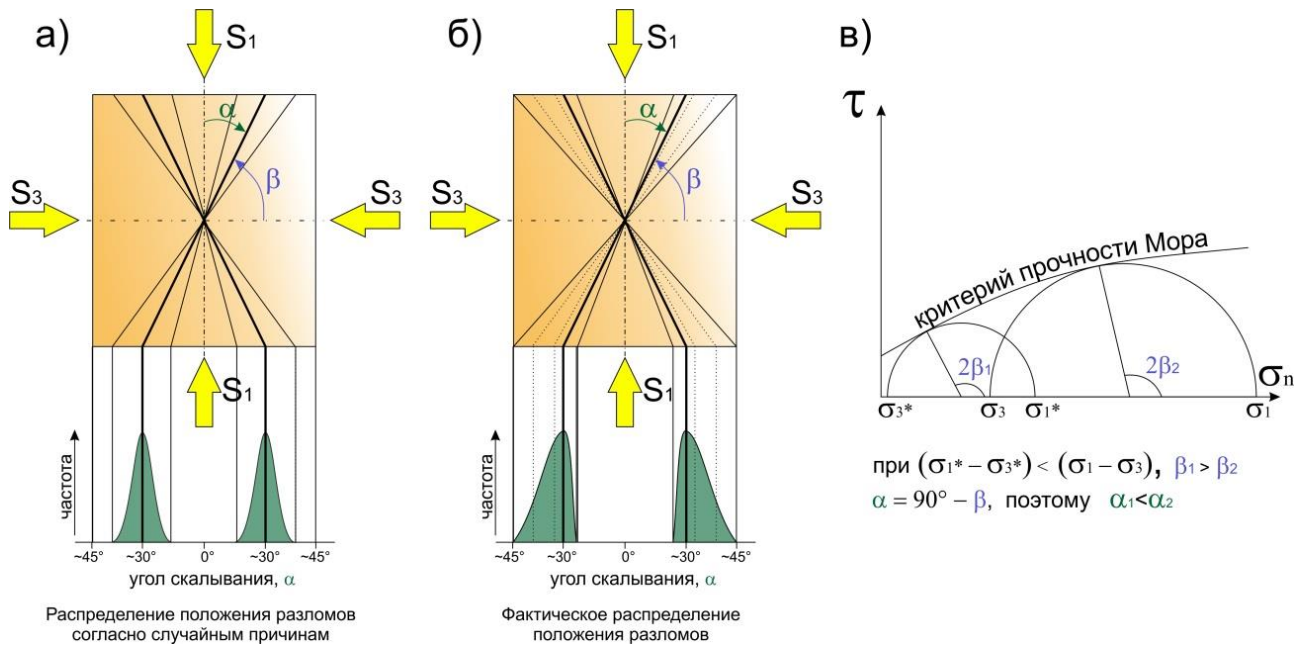 а)
S1
α
β
S3
S3
S1
частота
~45°
~30°
0°
~30°
~45°
угол скалывания, α
Распределение положения разломов
согласно случайным причинам
б)
S1
α
β
S3
S1
частота
~45°
~30°
0°
~30°
~45°
угол скалывания, α
Фактическое распределение
положения разломов
в)
τ
критерий прочности Мора
2β1
2β2
σn
σ3*
σ3
σ1*
σ1
при (σ1* – σ3*) < (σ1 – σ3), β1 > β2
α = 90° – β, поэтому α1<α2